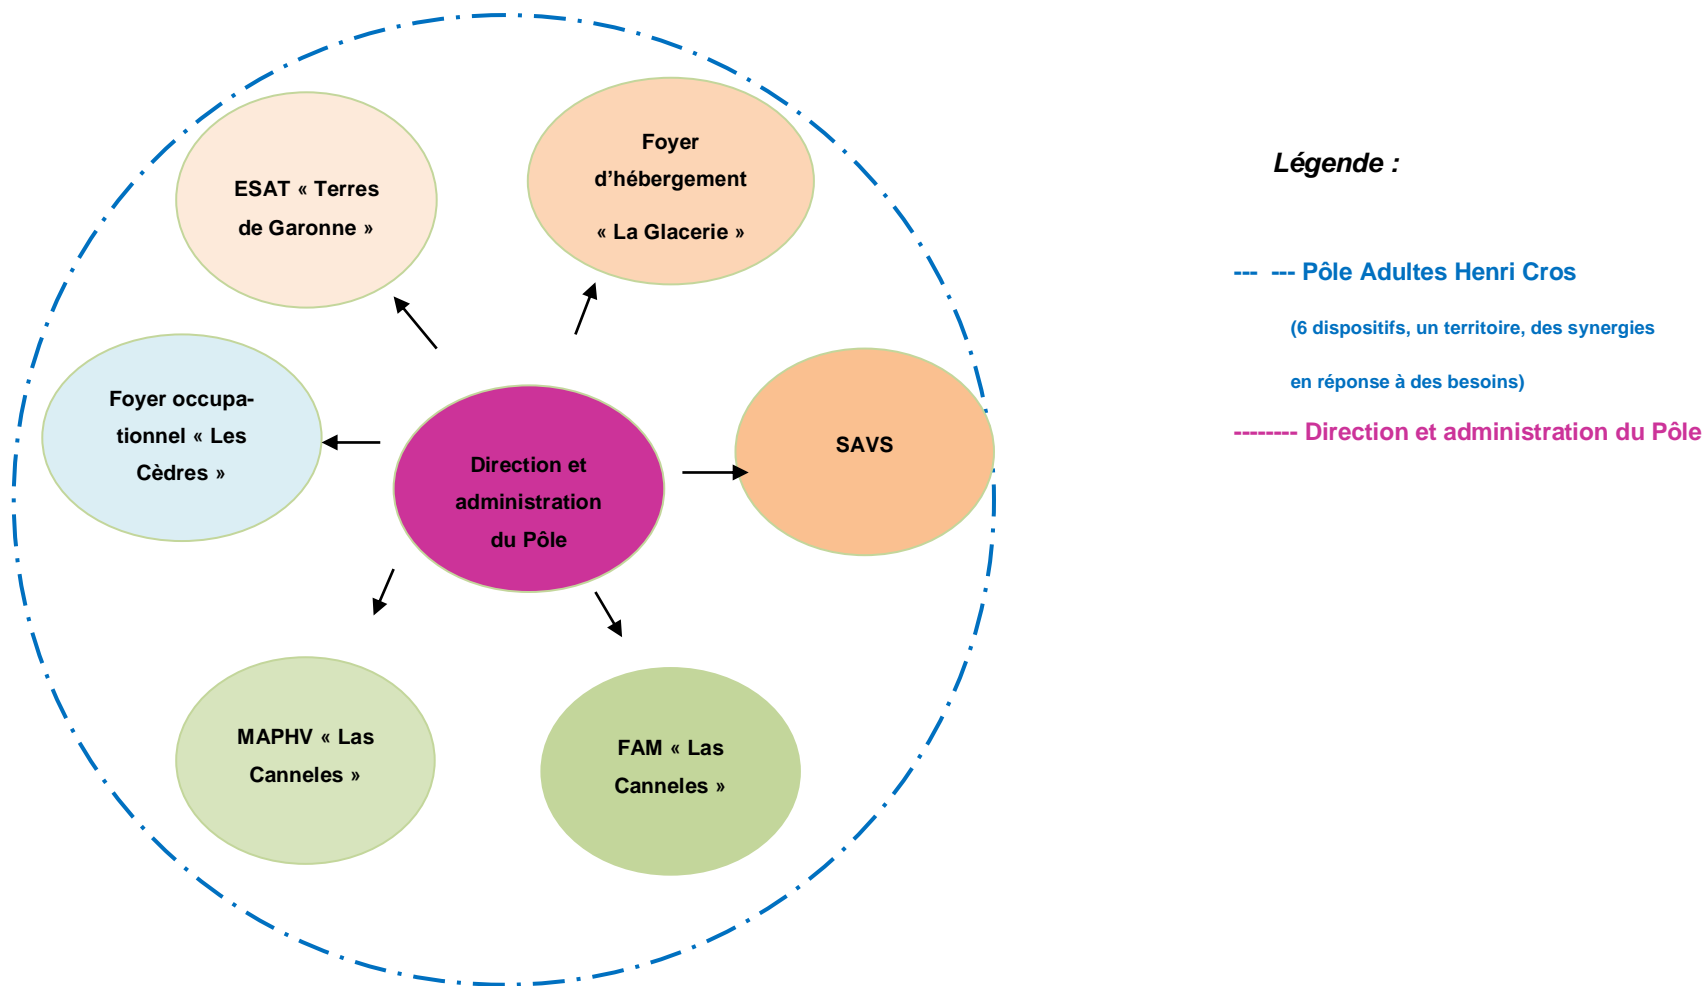 ESAT « Terres
de Garonne »
Foyer
d’hébergement
« La Glacerie »
Foyer occupa-
tionnel « Les
Cèdres »
Direction et
administration
du Pôle
SAVS
MAPHV « Las
Canneles »
FAM « Las
Canneles »
Légende :
--- --- Pôle Adultes Henri Cros
(6 dispositifs, un territoire, des synergies
en réponse à des besoins)
-------- Direction et administration du Pôle